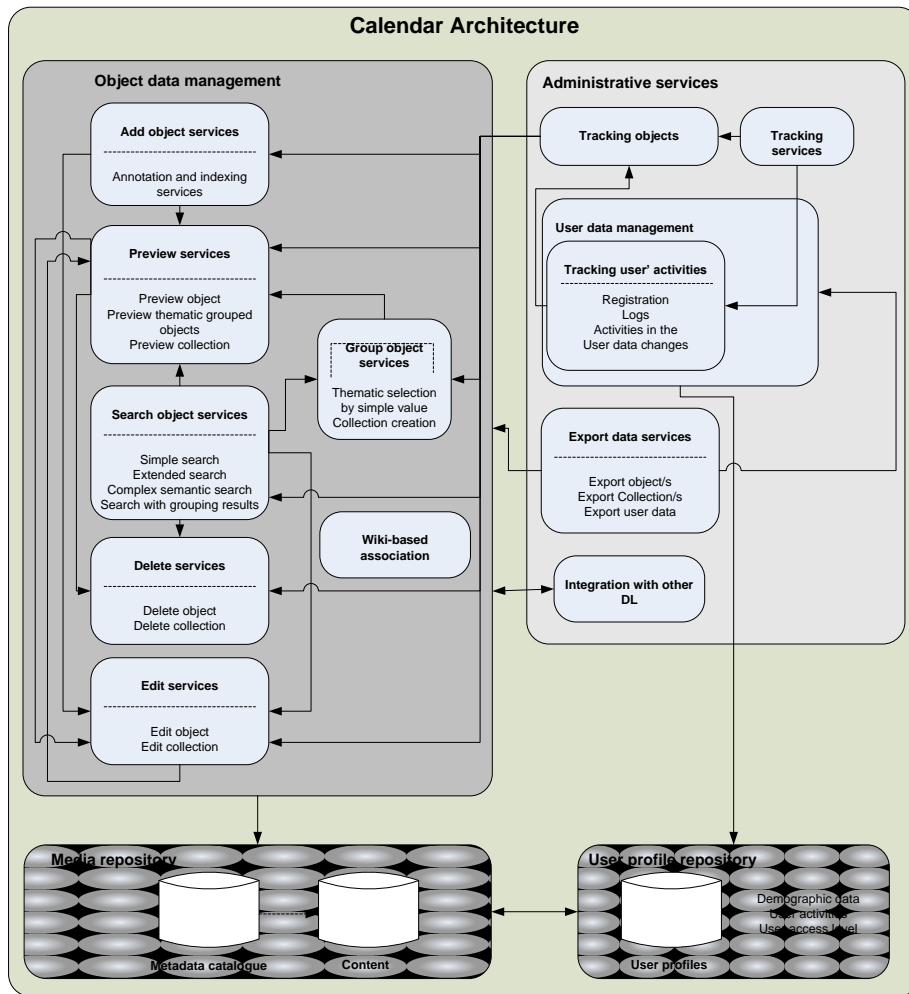 Calendar Architecture
Object data management
Add object services
Annotation and indexing
services
Preview services
Preview object
Preview thematic grouped
objects
Preview collection
Group object
services
Thematic selection
by simple value
Collection creation
Search object services
Simple search
Extended search
Complex semantic search
Search with grouping results
Wiki-based
association
Delete services
Delete object
Delete collection
Edit services
Edit object
Edit collection
Administrative services
Tracking objects
Tracking
services
User data management
Tracking user' activities
Registration
Logs
Activities in the
User data changes
Export data services
Export object/s
Export Collection/s
Export user data
Integration with other
DL
Media repository
Metadata catalogue
Content
User profile repository
Demographic data
User activities
User access level
User profiles